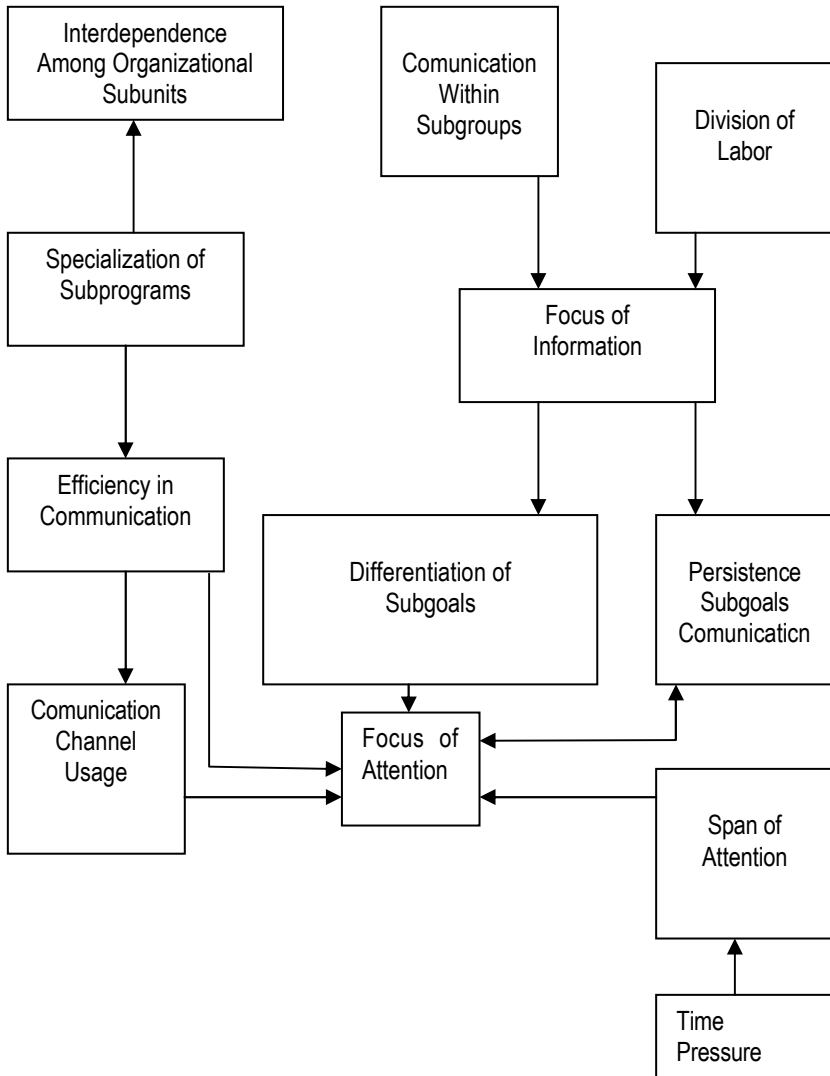 Interdependence
Among Organizational
Subunits
Comunication
Within
Subgroups
Division of
Labor
Specialization of
Subprograms
Focus of
Information
Efficiency in
Communication
Differentiation of
Subgoals
Persistence
Subgoals
Comunicaticn
Comunication
Channel
Usage
Focus of
Attention
Span of
Attention
Time
Pressure